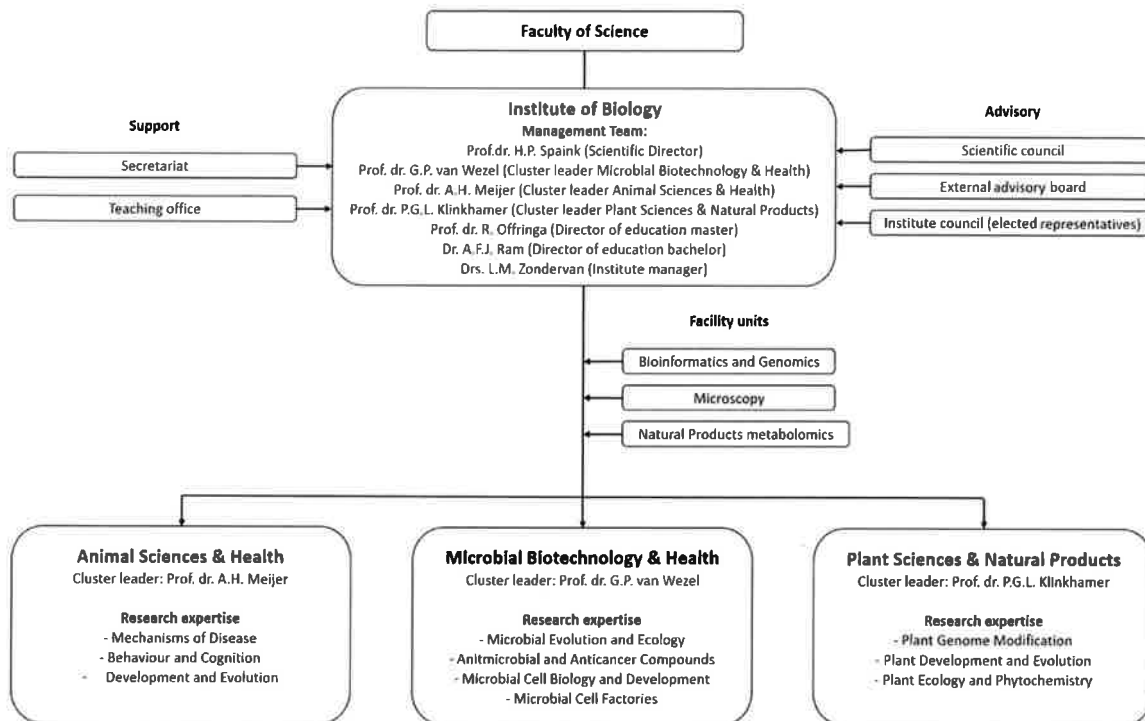 Faculty of Science
Institute of Biology
Management Team:
Prof.dr. H.P. Spaink (Scientific Director)
Prof. dr. G.P. van Wezel (Cluster leader Microbial Biotechnology & Health)
Prof. dr. A.H. Meijer (Cluster leader Animal Sciences & Health)
Prof. dr. P.G.L. Klinkhamer (Cluster leader Plant Sciences & Natural Products)
Prof. dr. R. Offringa (Director of education master)
Dr. A.F.J. Ram (Director of education bachelor)
Drs. L.M. Zondervan (Institute manager)
Support
Secretariat
Teaching office
Advisory
Scientific council
External advisory board
Institute council (elected representatives)
Facility units
Bioinformatics and Genomics
Microscopy
Natural Products metabolomics
Animal Sciences & Health
Cluster leader: Prof. dr. A.H. Meijer
Research expertise
- Mechanisms of Disease
- Behaviour and Cognition
- Development and Evolution
Microbial Biotechnology & Health
Cluster leader: Prof. dr. G.P. van Wezel
Research expertise
- Microbial Evolution and Ecology
- Anitmicrobial and Anticancer Compounds
- Microbial Cell Biology and Development
- Microbial Cell Factories
Plant Sciences & Natural Products
Cluster leader: Prof. dr. P.G.L. Klinkhamer
Research expertise
- Plant Genome Modification
- Plant Development and Evolution
- Plant Ecology and Phytochemistry